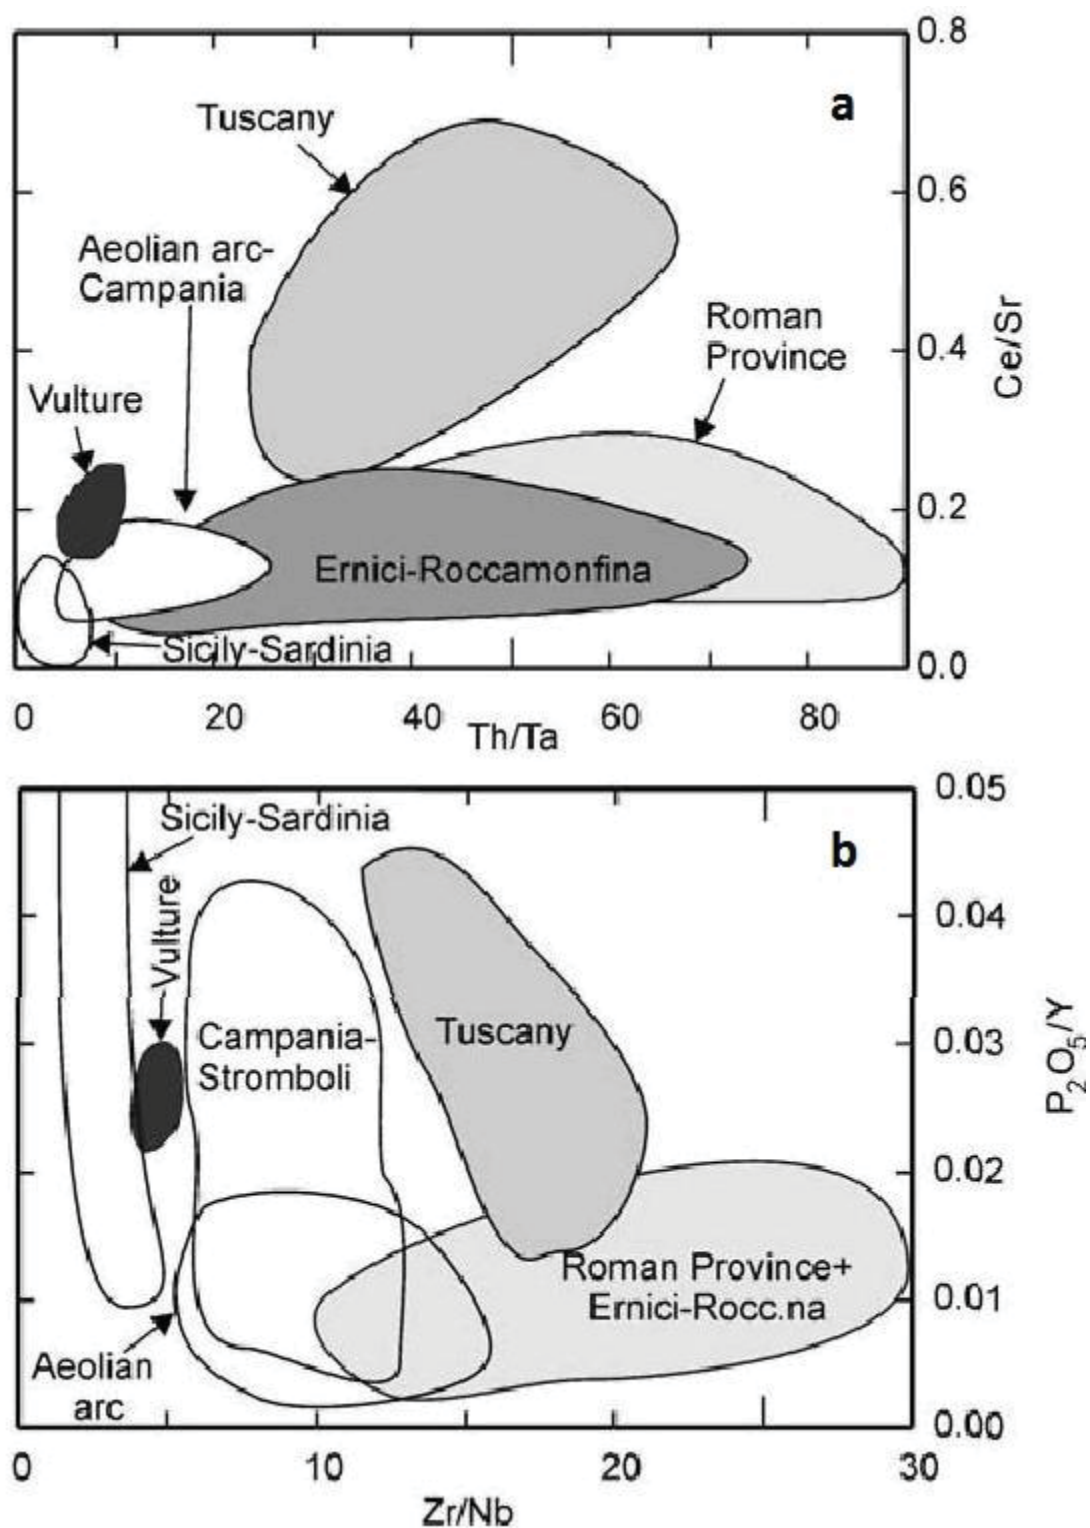 0.8
a
Tuscany
0.6
Aeolian arc-
Campania
Roman
Province
Ce/Sr
0.4
Vulture
0.2
Ernici-Roccamonfina
Sicily-Sardinia
0.0
0 20 40 60 80
Th/Ta
0.05
Sicily-Sardinia
b
Vulture
0.04
Campania-
Stromboli
Tuscany
0.03
P2O5/Y
0.02
Roman Province+
Ernici-Rocc.na
0.01
Aeolian
arc
0.00
0 10 20 30
Zr/Nb